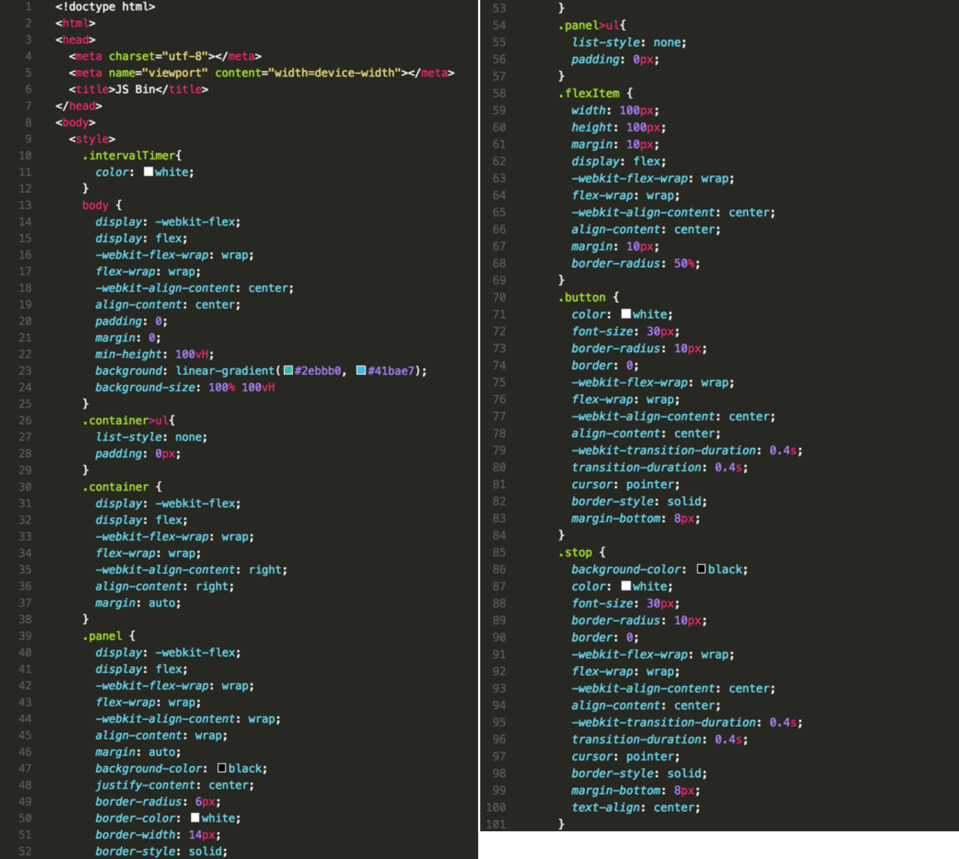 1 <!doctype html>
2 <html>
3 <head>
4 <meta charset="utf-8"></meta>
5 <meta name="viewport" content="width=device-width"></meta>
6 <title>JS Bin</title>
7 </head>
8 <body>
9 <style>
10 .intervalTimer{
11 color: white;
12 }
13 body {
14 display: -webkit-flex;
15 display: flex;
16 -webkit-flex-wrap: wrap;
17 flex-wrap: wrap;
18 -webkit-align-content: center;
19 align-content: center;
20 padding: 0;
21 margin: 0;
22 min-height: 100vH;
23 background: linear-gradient(#2ebbb0, #41bae7);
24 background-size: 100% 100vH
25 }
26 .container>ul{
27 list-style: none;
28 padding: 0px;
29 }
30 .container {
31 display: -webkit-flex;
32 display: flex;
33 -webkit-flex-wrap: wrap;
34 flex-wrap: wrap;
35 -webkit-align-content: right;
36 align-content: right;
37 margin: auto;
38 }
39 .panel {
40 display: -webkit-flex;
41 display: flex;
42 -webkit-flex-wrap: wrap;
43 flex-wrap: wrap;
44 -webkit-align-content: wrap;
45 align-content: wrap;
46 margin: auto;
47 background-color: black;
48 justify-content: center;
49 border-radius: 6px;
50 border-color: white;
51 border-width: 14px;
52 border-style: solid;
53 }
54 .panel>ul{
55 list-style: none;
56 padding: 0px;
57 }
58 .flexItem {
59 width: 100px;
60 height: 100px;
61 margin: 10px;
62 display: flex;
63 -webkit-flex-wrap: wrap;
64 flex-wrap: wrap;
65 -webkit-align-content: center;
66 align-content: center;
67 margin: 10px;
68 border-radius: 50%;
69 }
70 .button {
71 color: white;
72 font-size: 30px;
73 border-radius: 10px;
74 border: 0;
75 -webkit-flex-wrap: wrap;
76 flex-wrap: wrap;
77 -webkit-align-content: center;
78 align-content: center;
79 -webkit-transition-duration: 0.4s;
80 transition-duration: 0.4s;
81 cursor: pointer;
82 border-style: solid;
83 margin-bottom: 8px;
84 }
85 .stop {
86 background-color: black;
87 color: white;
88 font-size: 30px;
89 border-radius: 10px;
90 border: 0;
91 -webkit-flex-wrap: wrap;
92 flex-wrap: wrap;
93 -webkit-align-content: center;
94 align-content: center;
95 -webkit-transition-duration: 0.4s;
96 transition-duration: 0.4s;
97 cursor: pointer;
98 border-style: solid;
99 margin-bottom: 8px;
100 text-align: center;
101 }